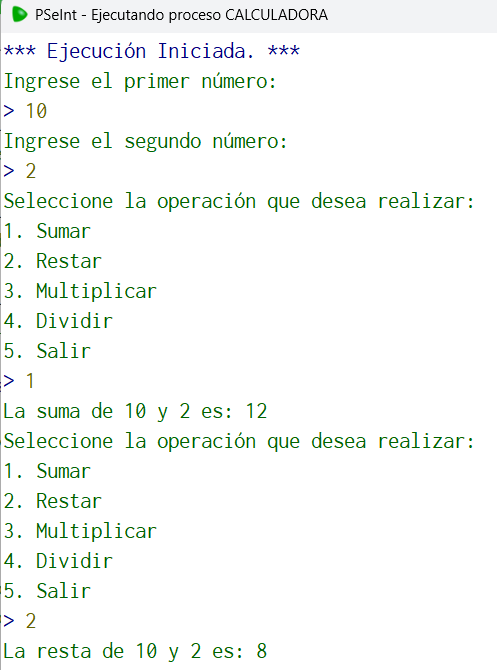 PSeInt - Ejecutando proceso CALCULADORA
*** Ejecución Iniciada. ***
Ingrese el primer número:
> 10
Ingrese el segundo número:
> 2
Seleccione la operación que desea realizar:
1. Sumar
2. Restar
3. Multiplicar
4. Dividir
5. Salir
> 1
La suma de 10 y 2 es: 12
Seleccione la operación que desea realizar:
1. Sumar
2. Restar
3. Multiplicar
4. Dividir
5. Salir
> 2
La resta de 10 y 2 es: 8